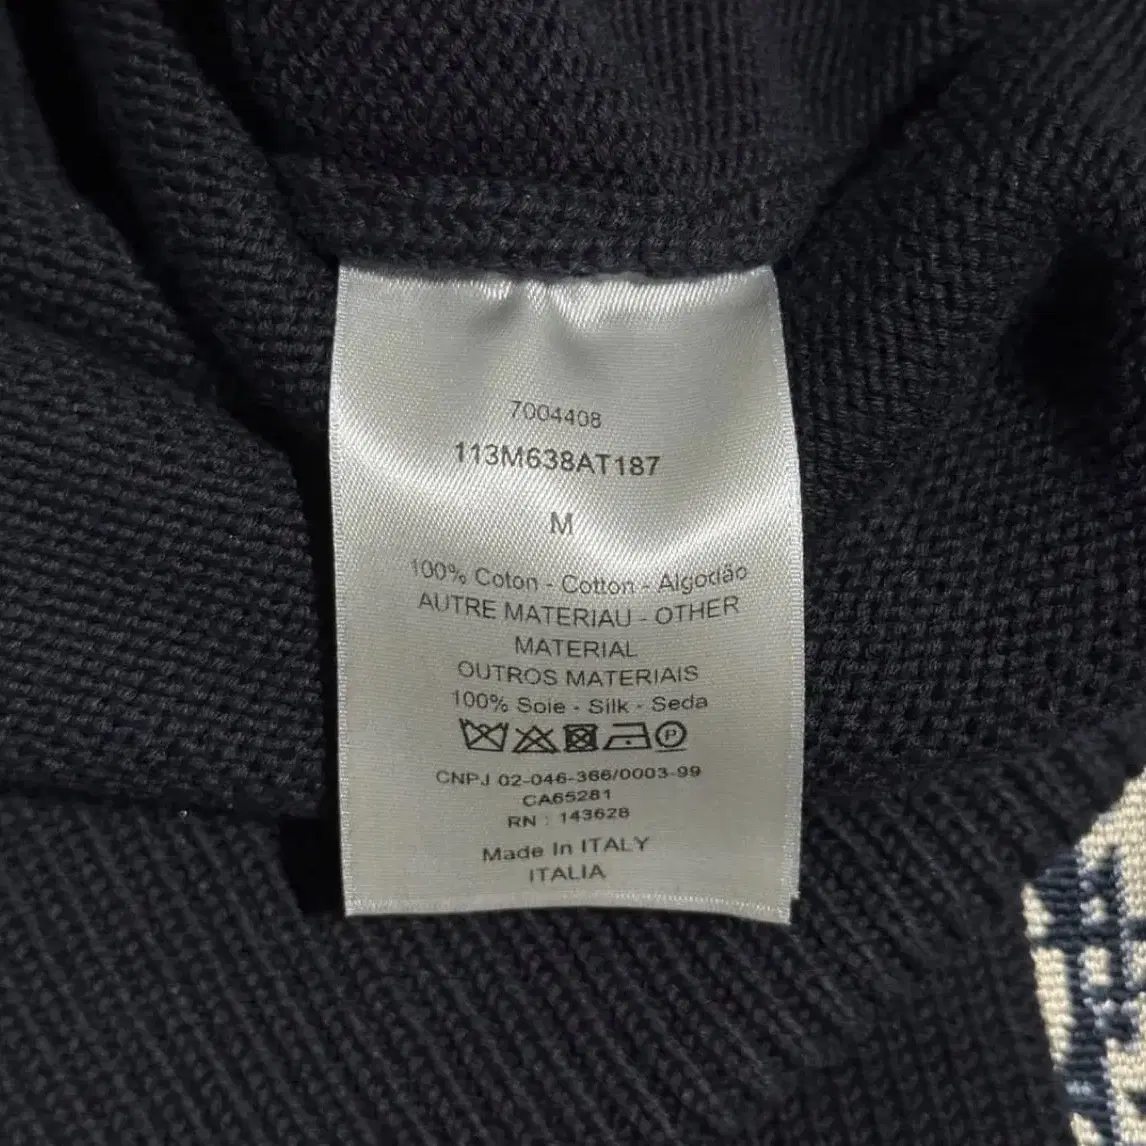 7004408
113M638AT187
M
100% Coton - Cotton - Algodão
AUTRE MATERIAU - OTHER
MATERIAL
OUTROS MATERIAIS
100% Soie - Silk - Seda
P
CNPJ 02-046-366/0003-99
CA65281
RN : 143628
Made In ITALY
ITALIA